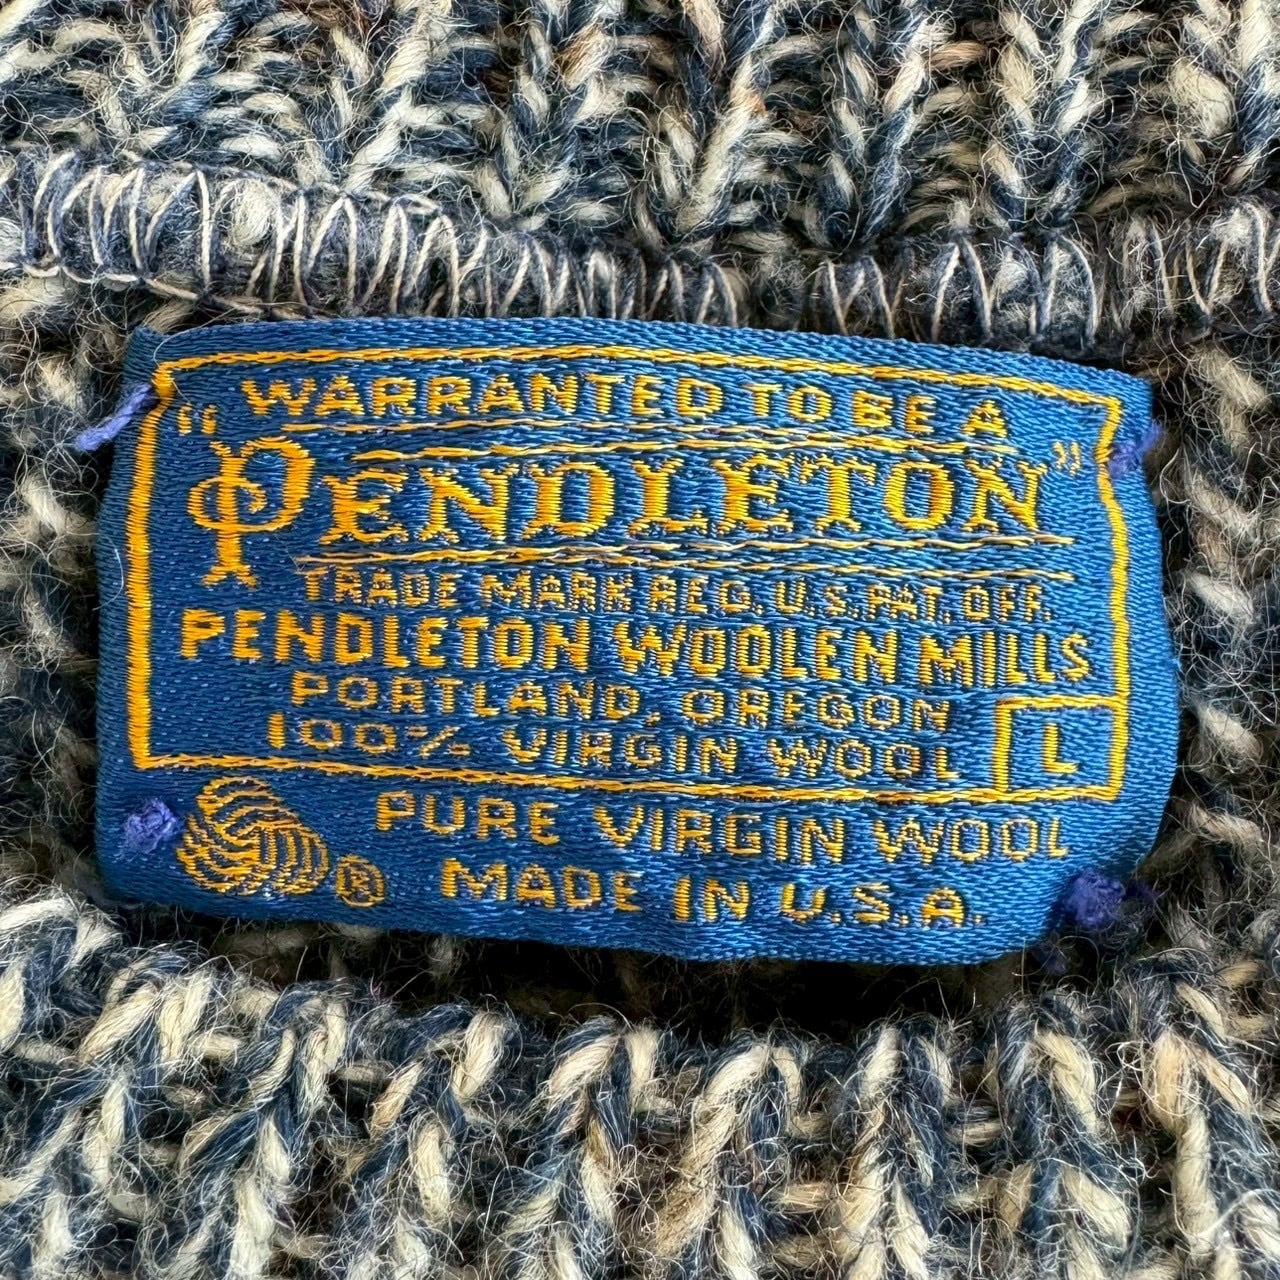 WARRANTED TO BE A
"PENDLETON"
TRADE MARK REG. U.S. PAT. OFF.
PENDLETON WOOLEN MILLS
PORTLAND, OREGON
100% VIRGIN WOOL
L
PURE VIRGIN WOOL
® MADE IN U.S.A.